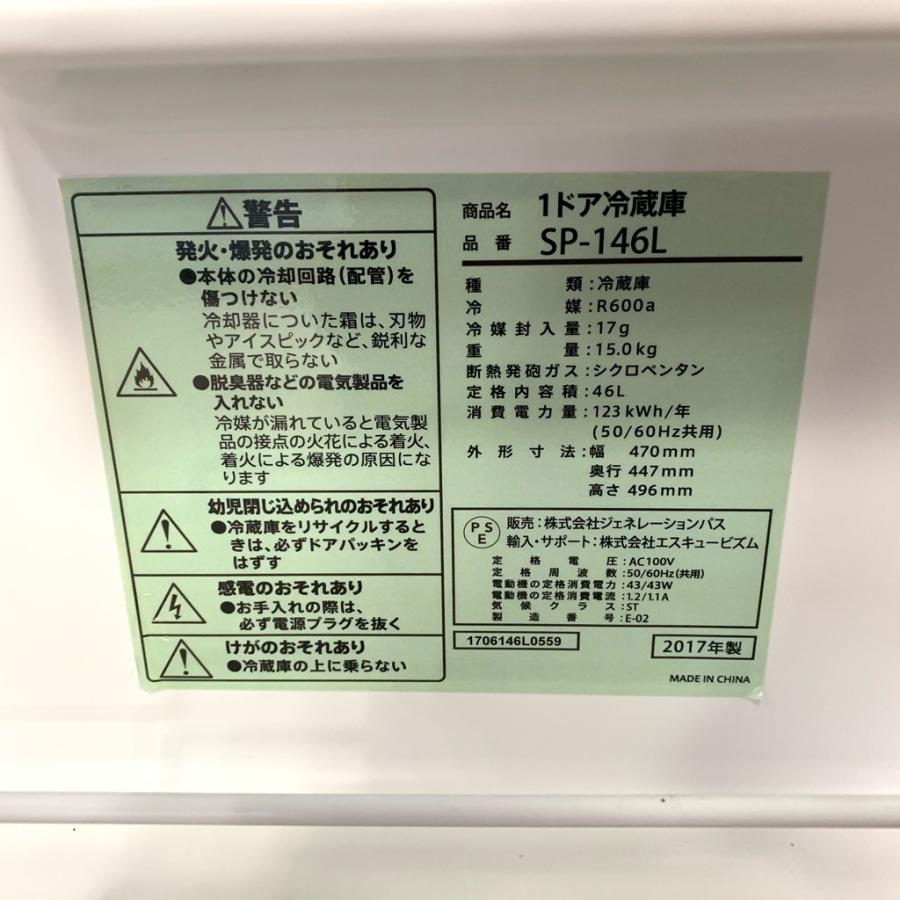 警告
発火・爆発のおそれあり
●本体の冷却回路(配管)を
傷つけない
冷却器についた霜は、刃物
やアイスピックなど、鋭利な
金属で取らない
●脱臭器などの電気製品を
入れない
冷媒が漏れていると電気製
品の接点の火花による着火、
着火による爆発の原因にな
ります
幼児閉じ込められのおそれあり
●冷蔵庫をリサイクルすると
きは、必ずドアパッキンを
はずす
感電のおそれあり
●お手入れの際は、
必ず電源プラグを抜く
けがのおそれあり
●冷蔵庫の上に乗らない
商品名 1ドア冷蔵庫
品番 SP-146L
種類:冷蔵庫
冷媒:R600a
冷媒封入量:17g
重量:15.0kg
断熱発砲ガス:シクロペンタン
定格内容積:46L
消費電力量:123kWh/年
(50/60Hz共用)
外形寸法:幅 470mm
奥行 447mm
高さ 496mm
PSE
販売:株式会社ジェネレーションパス
輸入・サポート:株式会社エスキュービズム
定格電圧:AC100V
定格周波数:50/60Hz(共用)
電動機の定格消費電力:43/43W
電動機の定格消費電流:1.2/1.1A
気候クラス:ST
製造番号:E-02
1706146L0559
2017年製
MADE IN CHINA